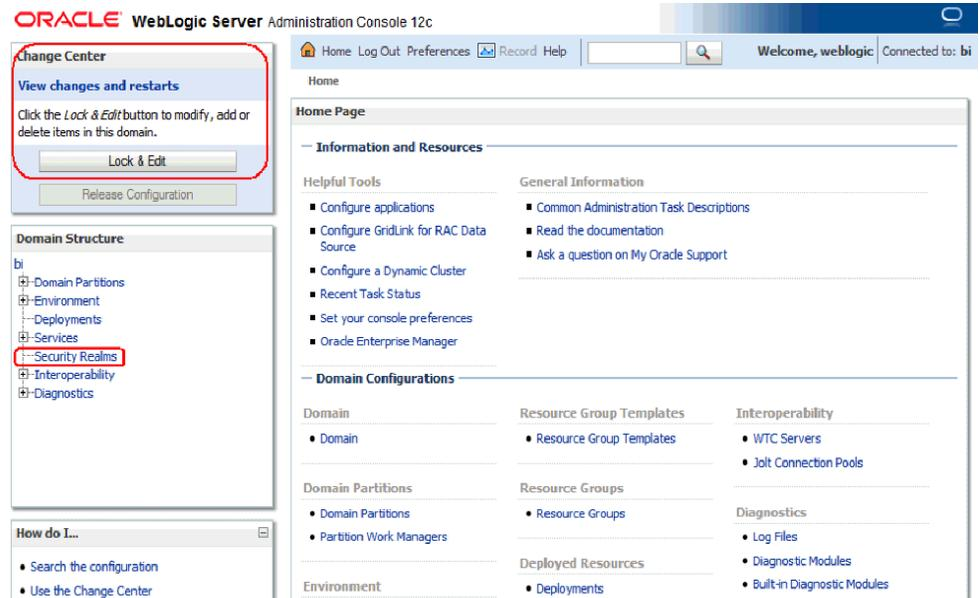 ORACLE WebLogic Server Administration Console 12c
Change Center
View changes and restarts
Click the Lock & Edit button to modify, add or
delete items in this domain.
Lock & Edit
Release Configuration
Domain Structure
bi
Domain Partitions
Environment
Deployments
Services
Security Realms
Interoperability
Diagnostics
How do I...
Search the configuration
Use the Change Center
Home Log Out Preferences Record Help
Welcome, weblogic Connected to: bi
Home
Home Page
Information and Resources
Helpful Tools
Configure applications
Configure GridLink for RAC Data
Source
Configure a Dynamic Cluster
Recent Task Status
Set your console preferences
Oracle Enterprise Manager
General Information
Common Administration Task Descriptions
Read the documentation
Ask a question on My Oracle Support
Domain Configurations
Domain
Domain
Domain Partitions
Domain Partitions
Partition Work Managers
Environment
Resource Group Templates
Resource Group Templates
Resource Groups
Resource Groups
Deployed Resources
Deployments
Interoperability
WTC Servers
Jolt Connection Pools
Diagnostics
Log Files
Diagnostic Modules
Built-in Diagnostic Modules